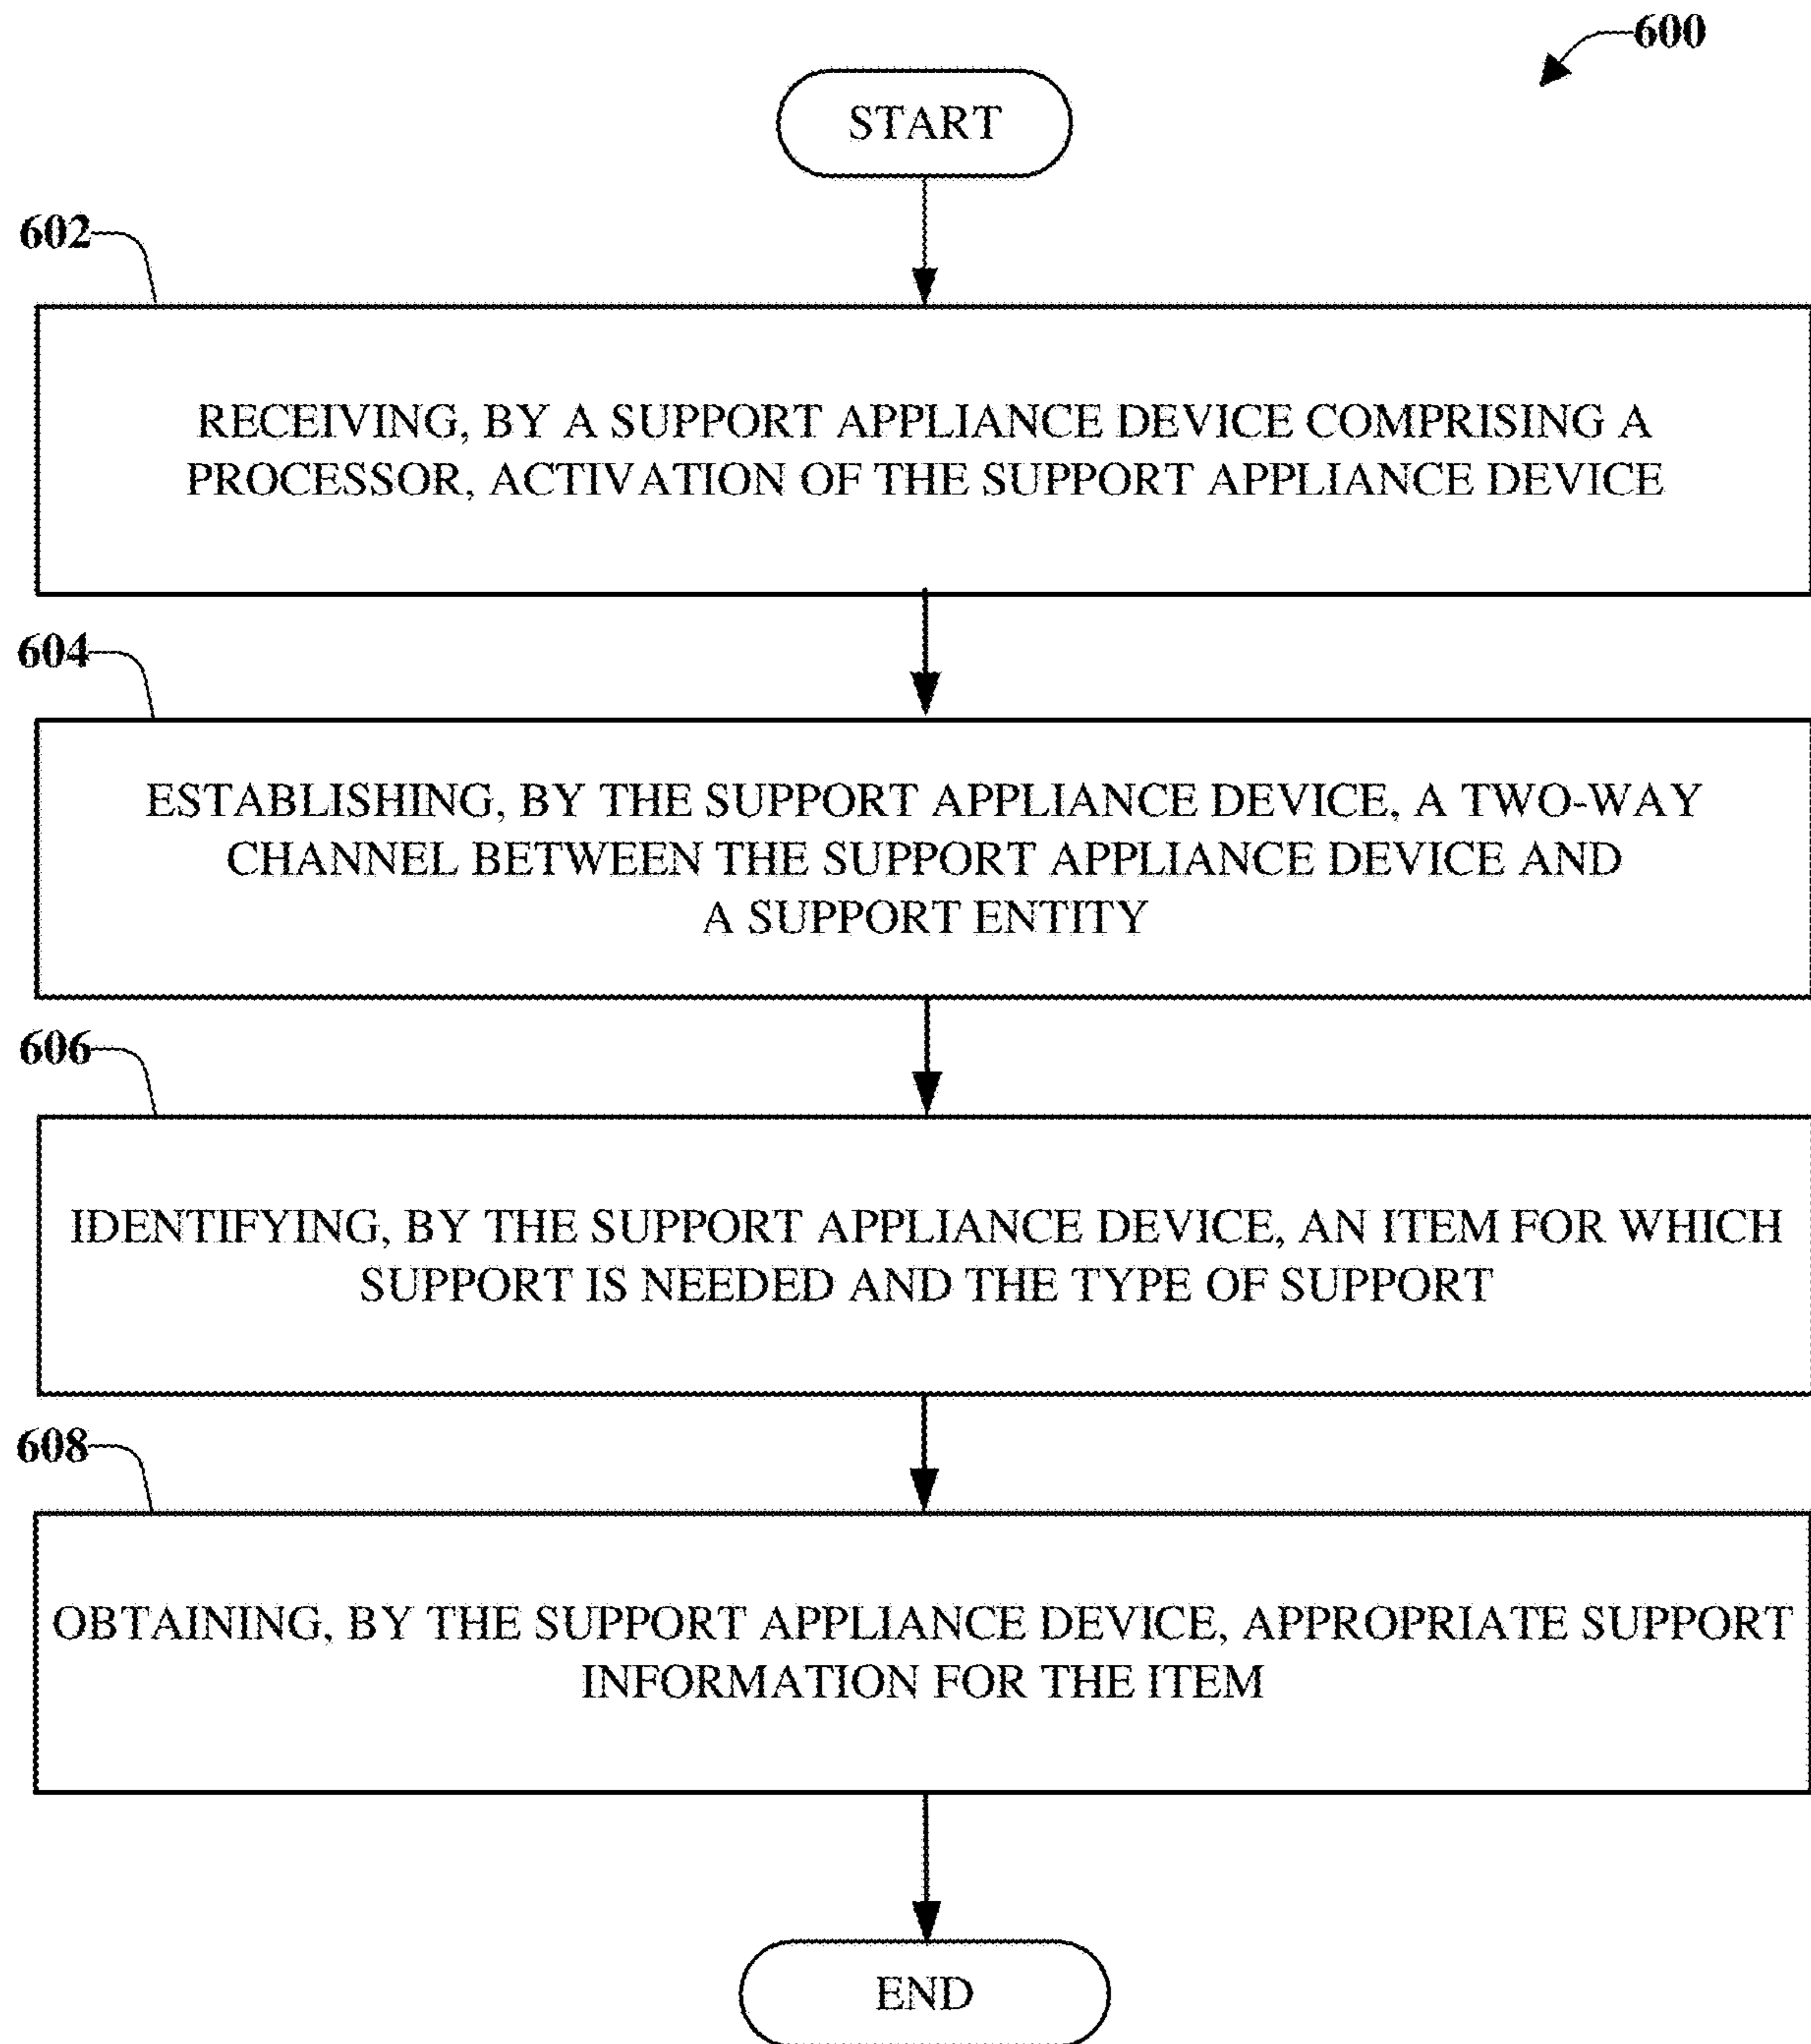 600
START
602
RECEIVING, BY A SUPPORT APPLIANCE DEVICE COMPRISING A
PROCESSOR, ACTIVATION OF THE SUPPORT APPLIANCE DEVICE
604
ESTABLISHING, BY THE SUPPORT APPLIANCE DEVICE, A TWO-WAY
CHANNEL BETWEEN THE SUPPORT APPLIANCE DEVICE AND
A SUPPORT ENTITY
606
IDENTIFYING, BY THE SUPPORT APPLIANCE DEVICE, AN ITEM FOR WHICH
SUPPORT IS NEEDED AND THE TYPE OF SUPPORT
608
OBTAINING, BY THE SUPPORT APPLIANCE DEVICE, APPROPRIATE SUPPORT
INFORMATION FOR THE ITEM
END